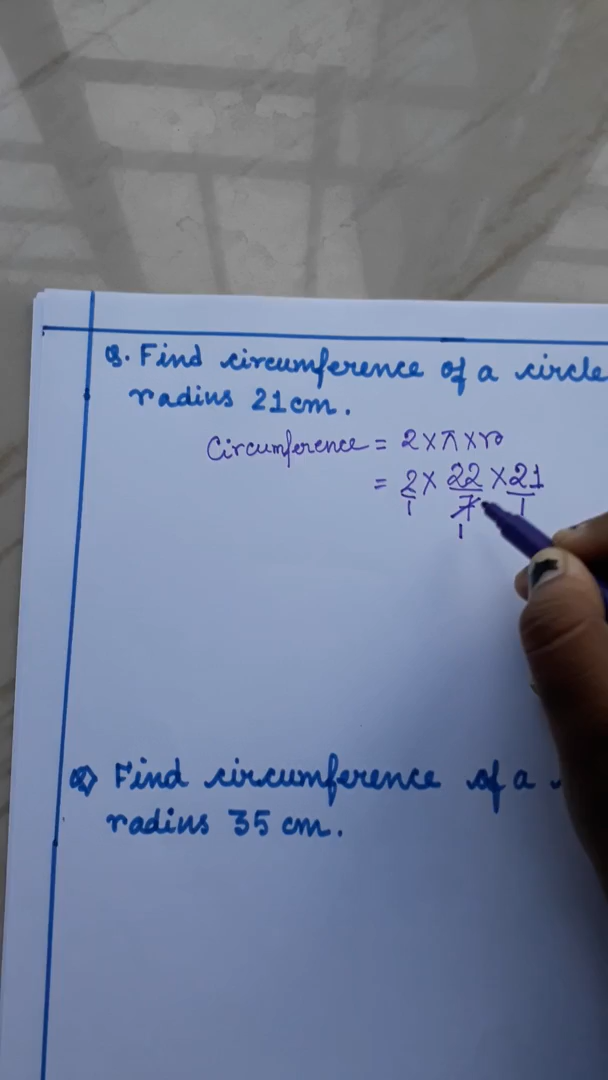 Q. Find circumference of a circle
radius 21cm.
Circumference = 2×π×r
= 2/1 × 22/7 × 21/1
1
Q) Find circumference of a
radius 35 cm.